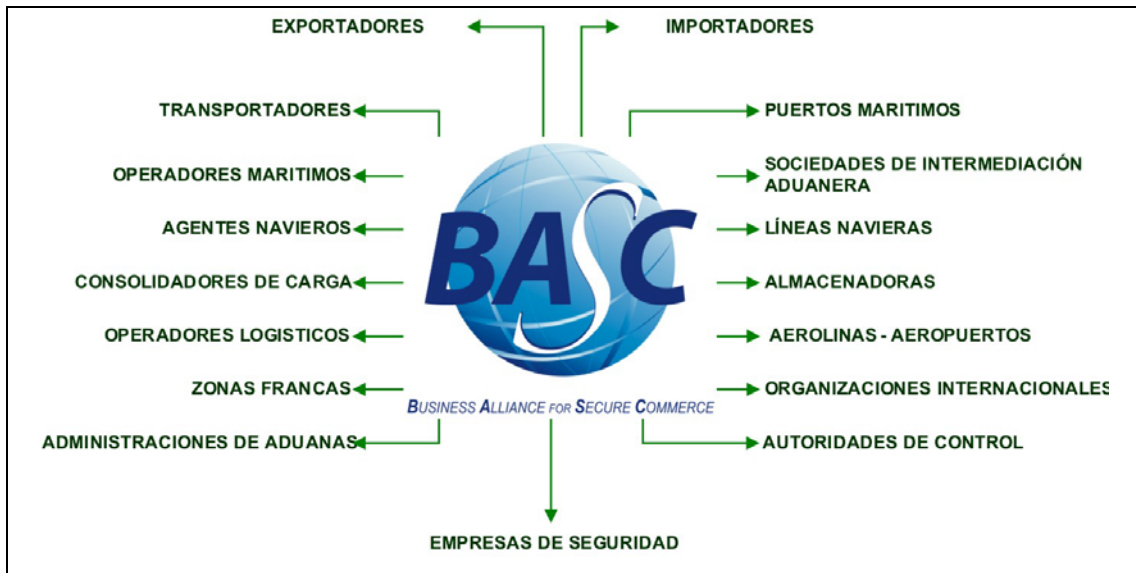 EXPORTADORES
IMPORTADORES
TRANSPORTADORES
PUERTOS MARITIMOS
OPERADORES MARITIMOS
SOCIEDADES DE INTERMEDIACIÓN
ADUANERA
AGENTES NAVIEROS
LÍNEAS NAVIERAS
BASC
CONSOLIDADORES DE CARGA
ALMACENADORAS
OPERADORES LOGISTICOS
AEROLINAS - AEROPUERTOS
ZONAS FRANCAS
ORGANIZACIONES INTERNACIONALES
BUSINESS ALLIANCE FOR SECURE COMMERCE
ADMINISTRACIONES DE ADUANAS
AUTORIDADES DE CONTROL
EMPRESAS DE SEGURIDAD